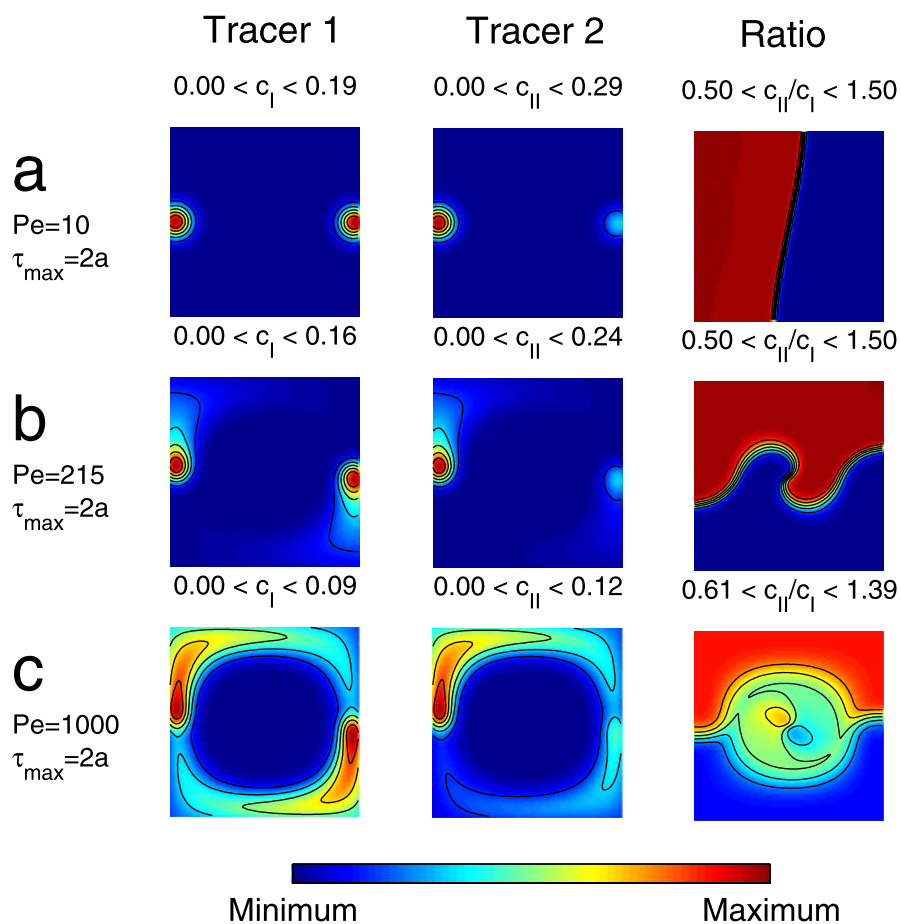 Tracer 1 Tracer 2 Ratio
0.00 < c_I < 0.19 0.00 < c_II < 0.29 0.50 < c_II/c_I < 1.50
a
Pe=10
τ_max=2a
0.00 < c_I < 0.16 0.00 < c_II < 0.24 0.50 < c_II/c_I < 1.50
b
Pe=215
τ_max=2a
0.00 < c_I < 0.09 0.00 < c_II < 0.12 0.61 < c_II/c_I < 1.39
c
Pe=1000
τ_max=2a
Minimum Maximum